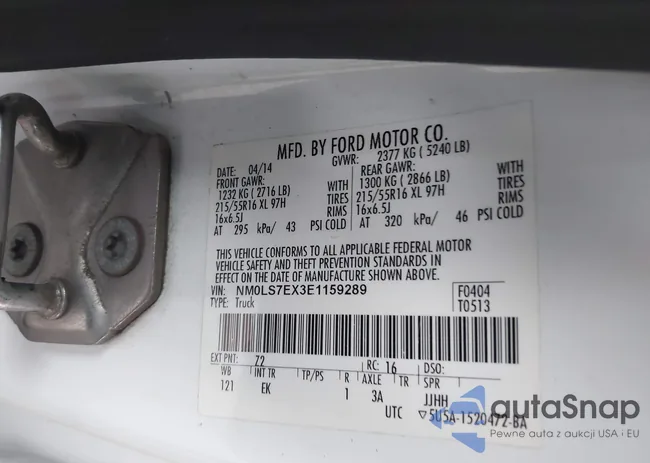 MFD. BY FORD MOTOR CO.
DATE: 04/14 GVWR: 2377 KG ( 5240 LB)
FRONT GAWR: REAR GAWR:
1232 KG ( 2716 LB) WITH 1300 KG ( 2866 LB) WITH
215/55R16 XL 97H TIRES 215/55R16 XL 97H TIRES
16x6.5J RIMS 16x6.5J RIMS
AT 295 kPa/ 43 PSI COLD AT 320 kPa/ 46 PSI COLD
THIS VEHICLE CONFORMS TO ALL APPLICABLE FEDERAL MOTOR
VEHICLE SAFETY AND THEFT PREVENTION STANDARDS IN
EFFECT ON THE DATE OF MANUFACTURE SHOWN ABOVE.
VIN: NM0LS7EX3E1159289 F0404
TYPE: Truck T0513
EXT PNT: Z2 RC: 16 DSO:
WB INT TR TP/PS R AXLE TR SPR
121 EK 1 3A JJHH
UTC ▽5U5A-1520472-BA
autoSnap
Pewne auta z aukcji USA i EU